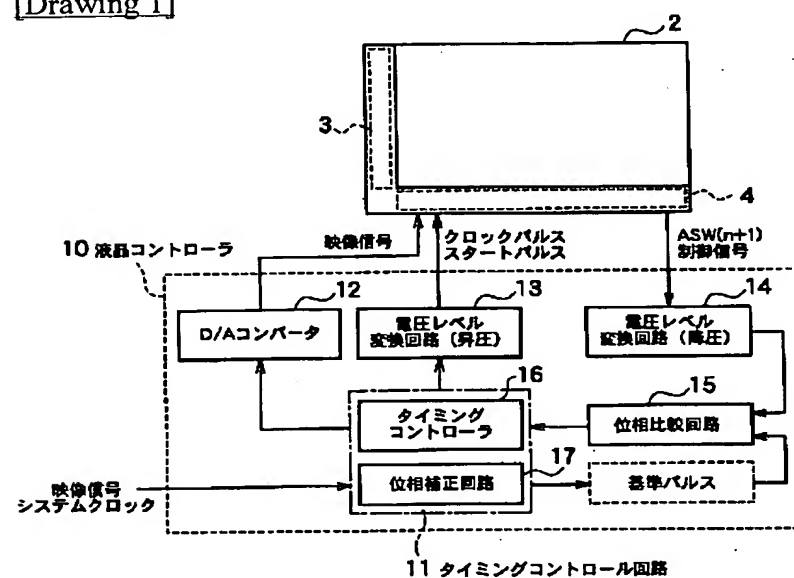 [Drawing 1]
2
3
4
映像信号
クロックパルス
スタートパルス
ASW(n+1)
制御信号
10 液晶コントローラ
12
13
14
D/Aコンバータ
電圧レベル
変換回路 (昇圧)
電圧レベル
変換回路 (降圧)
16
15
タイミング
コントローラ
位相比較回路
17
映像信号
システムクロック
位相補正回路
基準パルス
11 タイミングコントロール回路